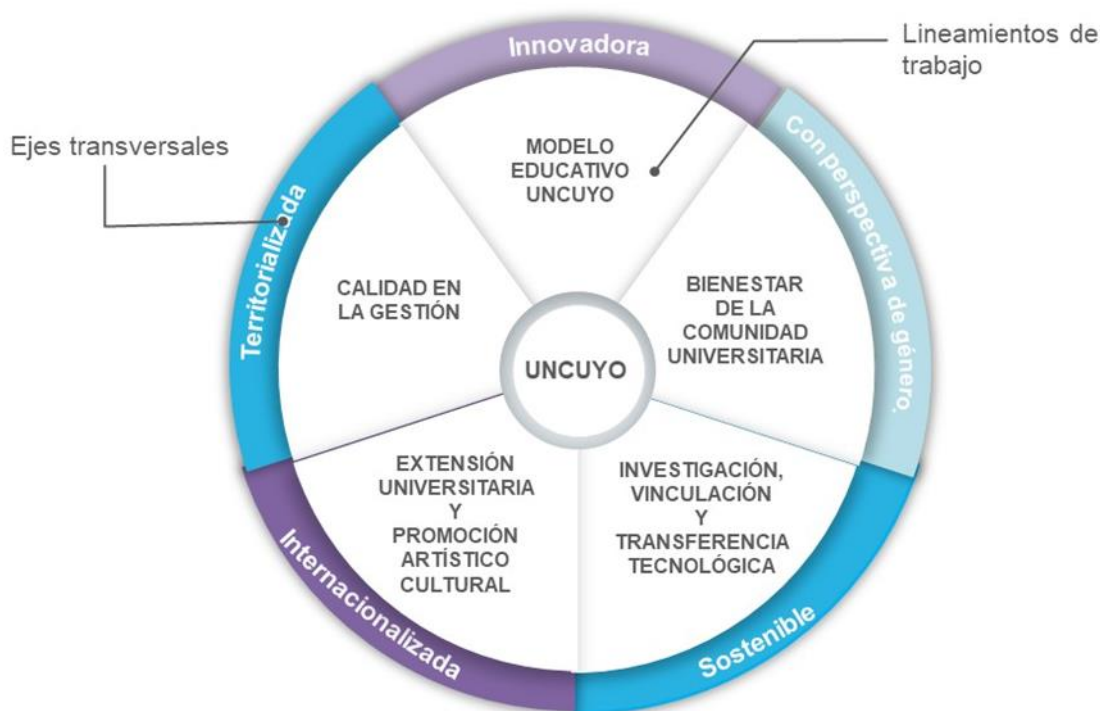 Innovadora
Lineamientos de
trabajo
Ejes transversales
Territorializada
Con perspectiva de género.
MODELO
EDUCATIVO
UNCUYO
CALIDAD EN
LA GESTIÓN
BIENESTAR
DE LA
COMUNIDAD
UNIVERSITARIA
UNCUYO
EXTENSIÓN
UNIVERSITARIA
Y
PROMOCIÓN
ARTÍSTICO
CULTURAL
INVESTIGACIÓN,
VINCULACIÓN
Y
TRANSFERENCIA
TECNOLÓGICA
Internacionalizada
Sostenible